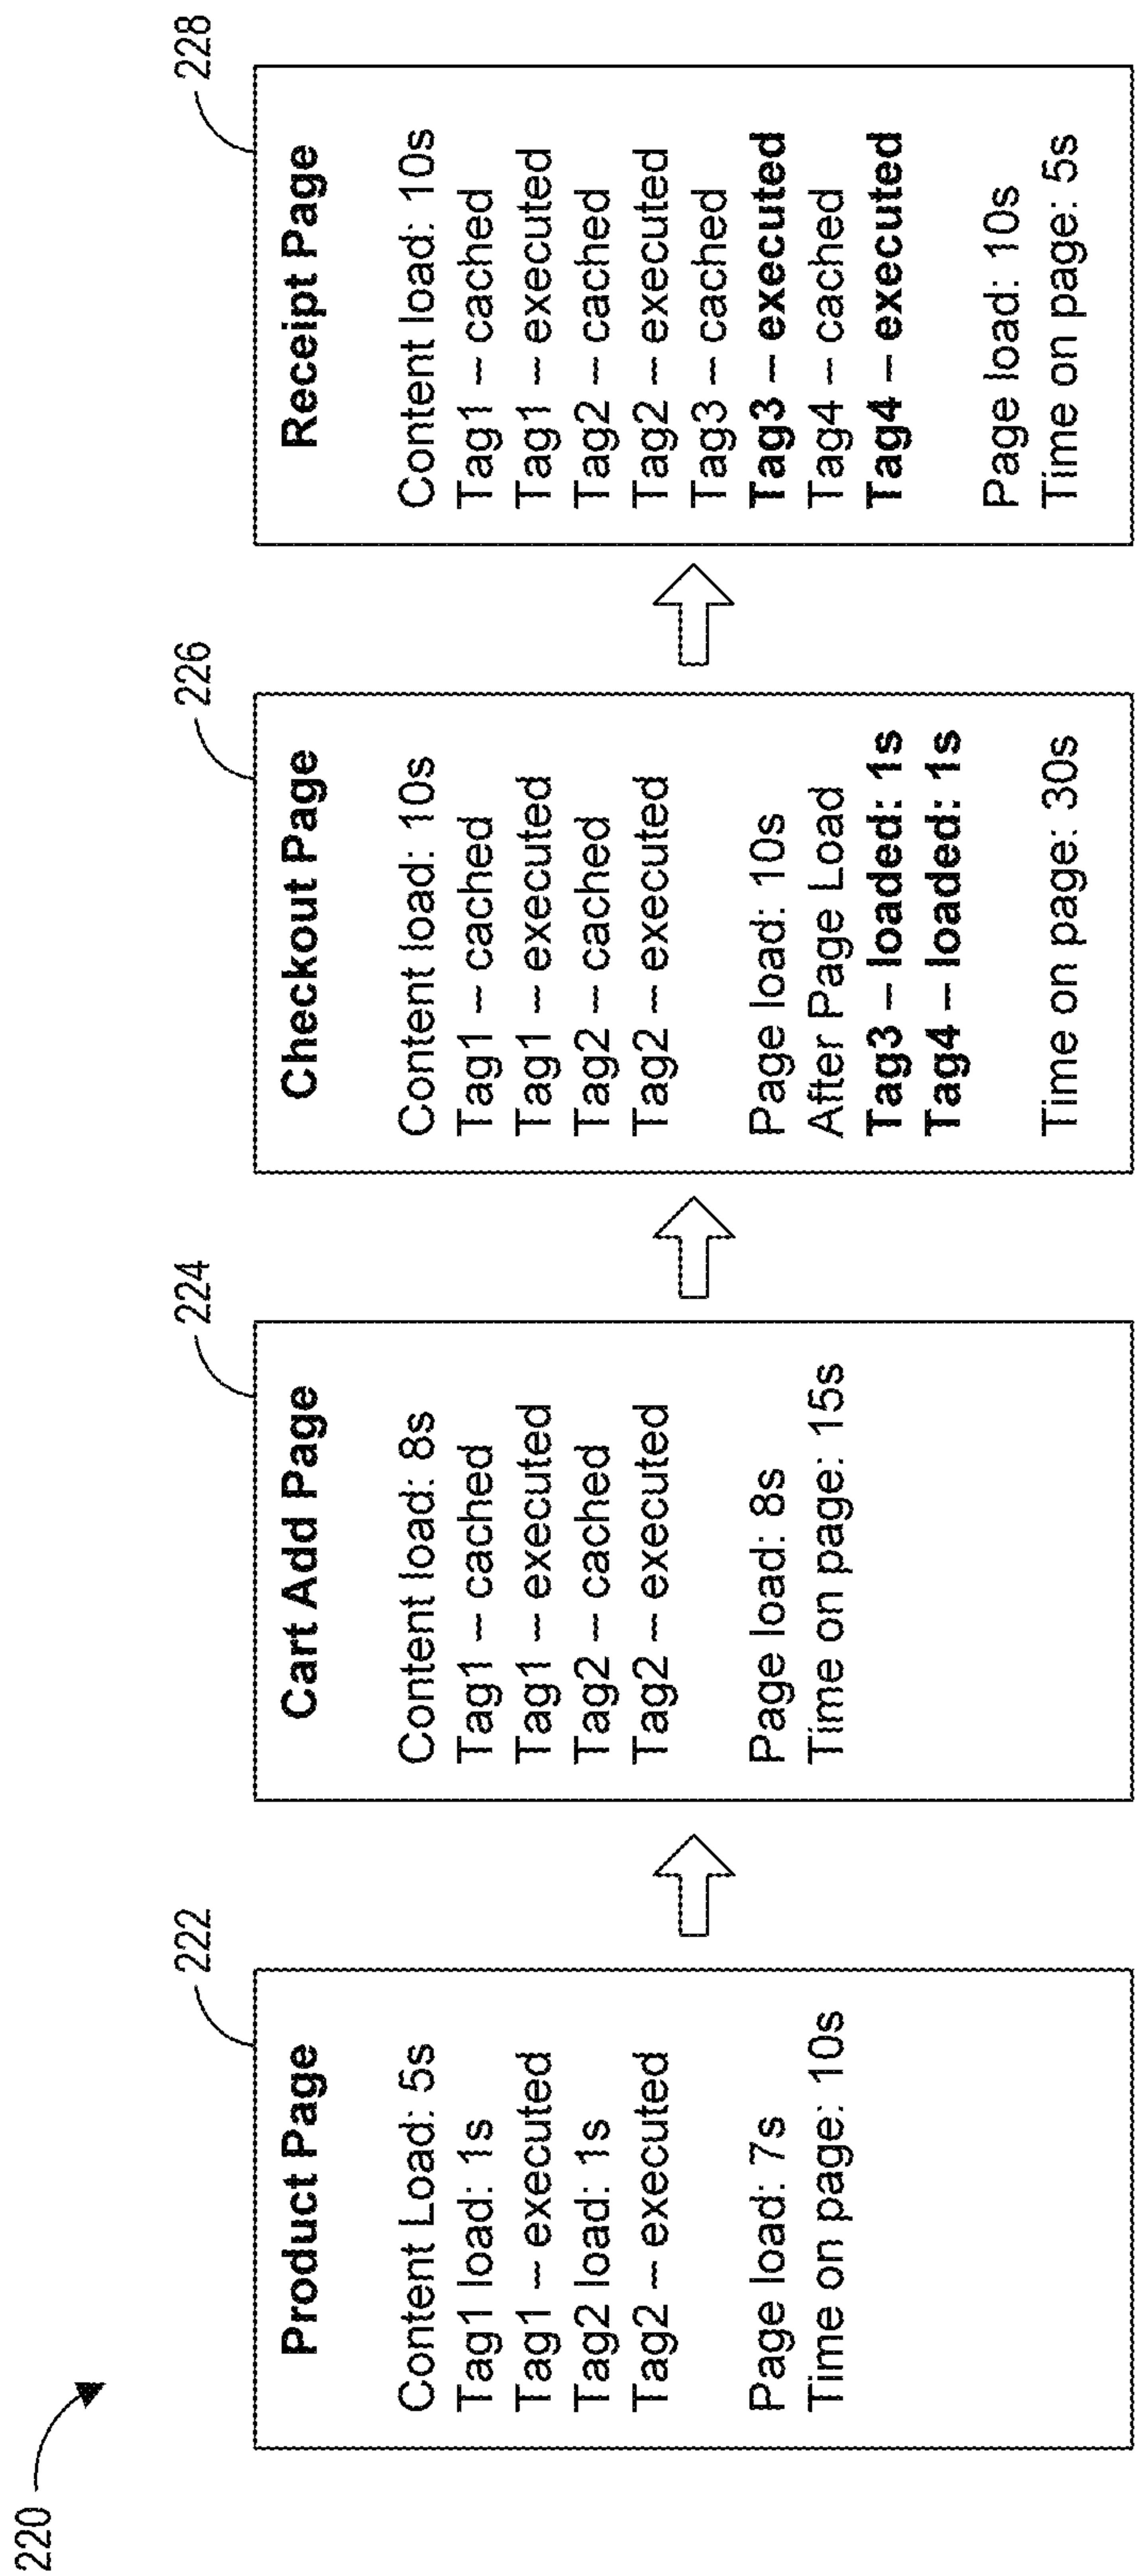 220
222
Product Page
Content Load: 5s
Tag1 load: 1s
Tag1 – executed
Tag2 load: 1s
Tag2 – executed
Page load: 7s
Time on page: 10s
224
Cart Add Page
Content load: 8s
Tag1 – cached
Tag1 – executed
Tag2 – cached
Tag2 – executed
Page load: 8s
Time on page: 15s
226
Checkout Page
Content load: 10s
Tag1 – cached
Tag1 – executed
Tag2 – cached
Tag2 – executed
Page load: 10s
After Page Load
Tag3 – loaded: 1s
Tag4 – loaded: 1s
Time on page: 30s
228
Receipt Page
Content load: 10s
Tag1 – cached
Tag1 – executed
Tag2 – cached
Tag2 – executed
Tag3 – cached
Tag3 – executed
Tag4 – cached
Tag4 – executed
Page load: 10s
Time on page: 5s